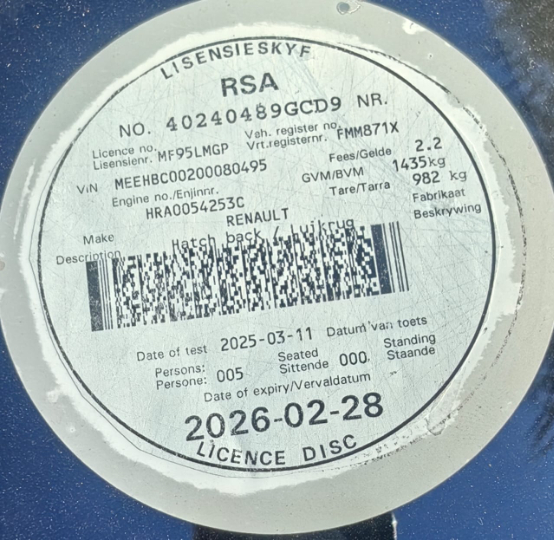 LISENSIESKYF
RSA
NO. 40240489GCD9 NR.
Licence no. Veh. register no.
Lisensienr. MF95LMGP Vrt.registernr. FMM871X
VIN MEEHBC00200080495 Fees/Gelde 2.2
Engine no./Enjinnr. GVM/BVM 1435kg
HRA0054253C Tare/Tarra 982 kg
Make RENAULT Fabrikaat
Description Hatch back / Luikrug Beskrywing
Date of test 2025-03-11 Datum van toets
Persons: Seated Standing
Persone: 005 Sittende 000 Staande
Date of expiry/Vervaldatum
2026-02-28
LICENCE DISC